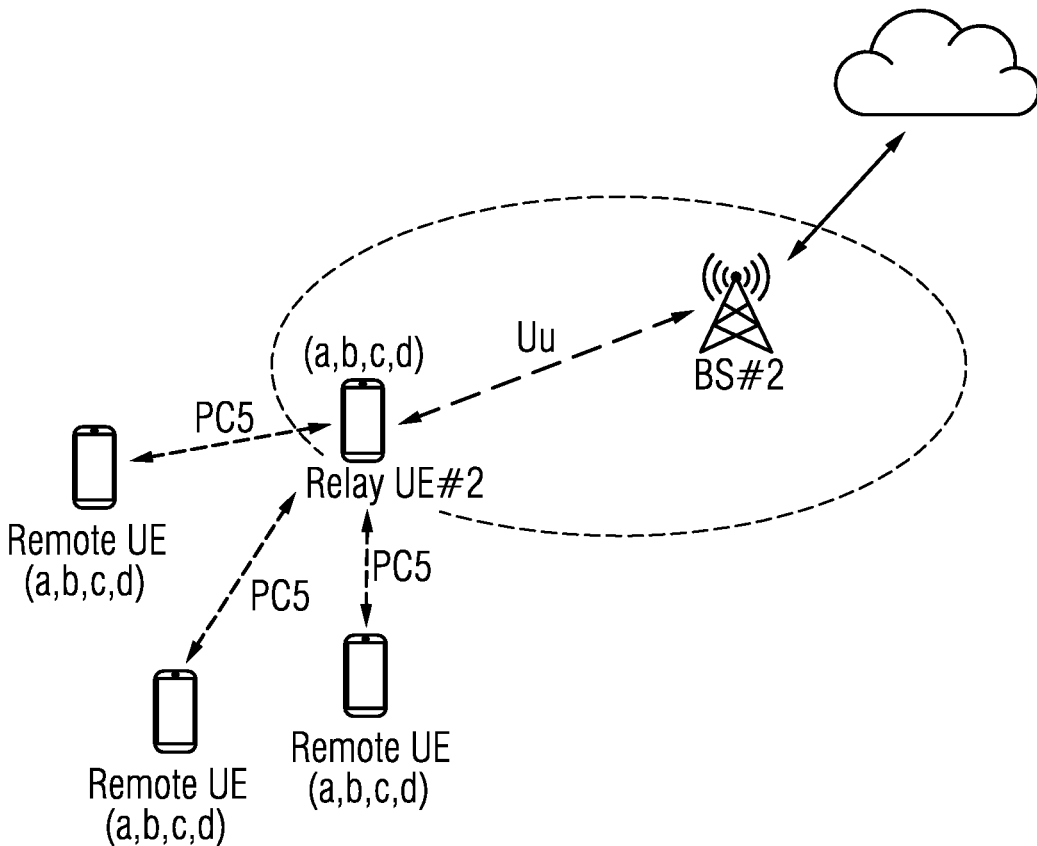 Uu
(a,b,c,d)
BS#2
PC5
Relay UE#2
Remote UE
(a,b,c,d)
PC5
PC5
Remote UE
(a,b,c,d)
Remote UE
(a,b,c,d)